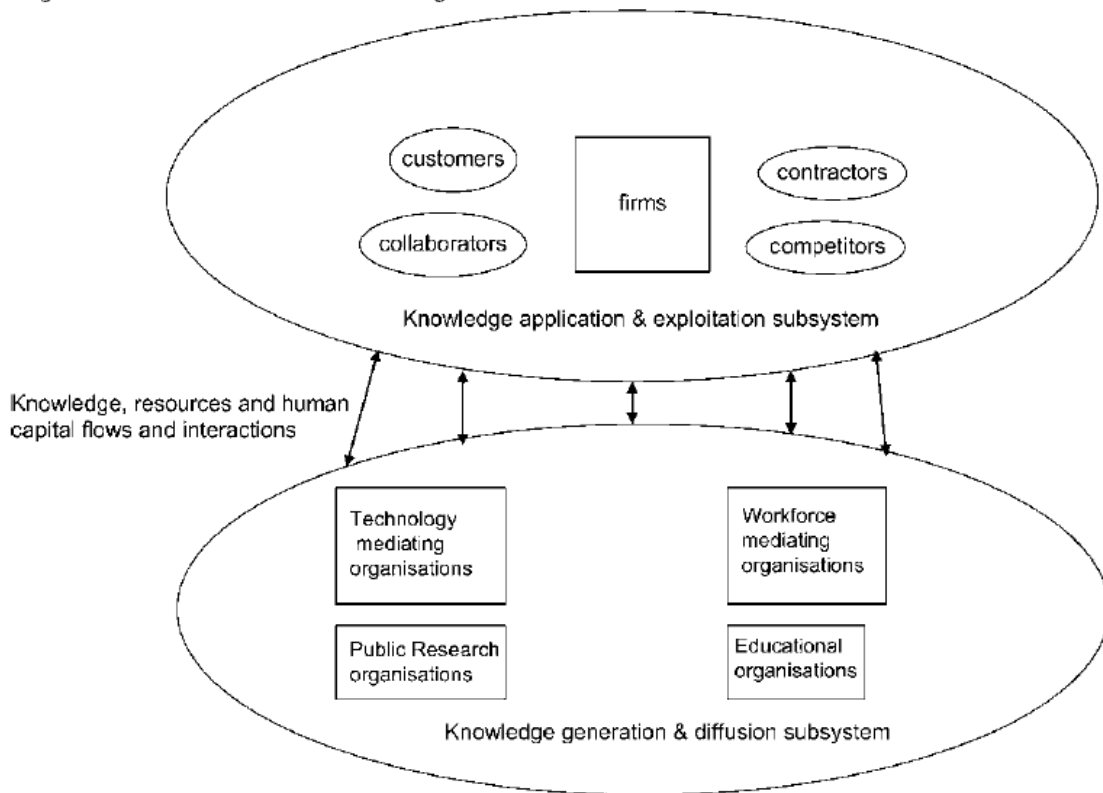 customers
firms
contractors
collaborators
competitors
Knowledge application & exploitation subsystem
Knowledge, resources and human
capital flows and interactions
Technology
mediating
organisations
Workforce
mediating
organisations
Public Research
organisations
Educational
organisations
Knowledge generation & diffusion subsystem